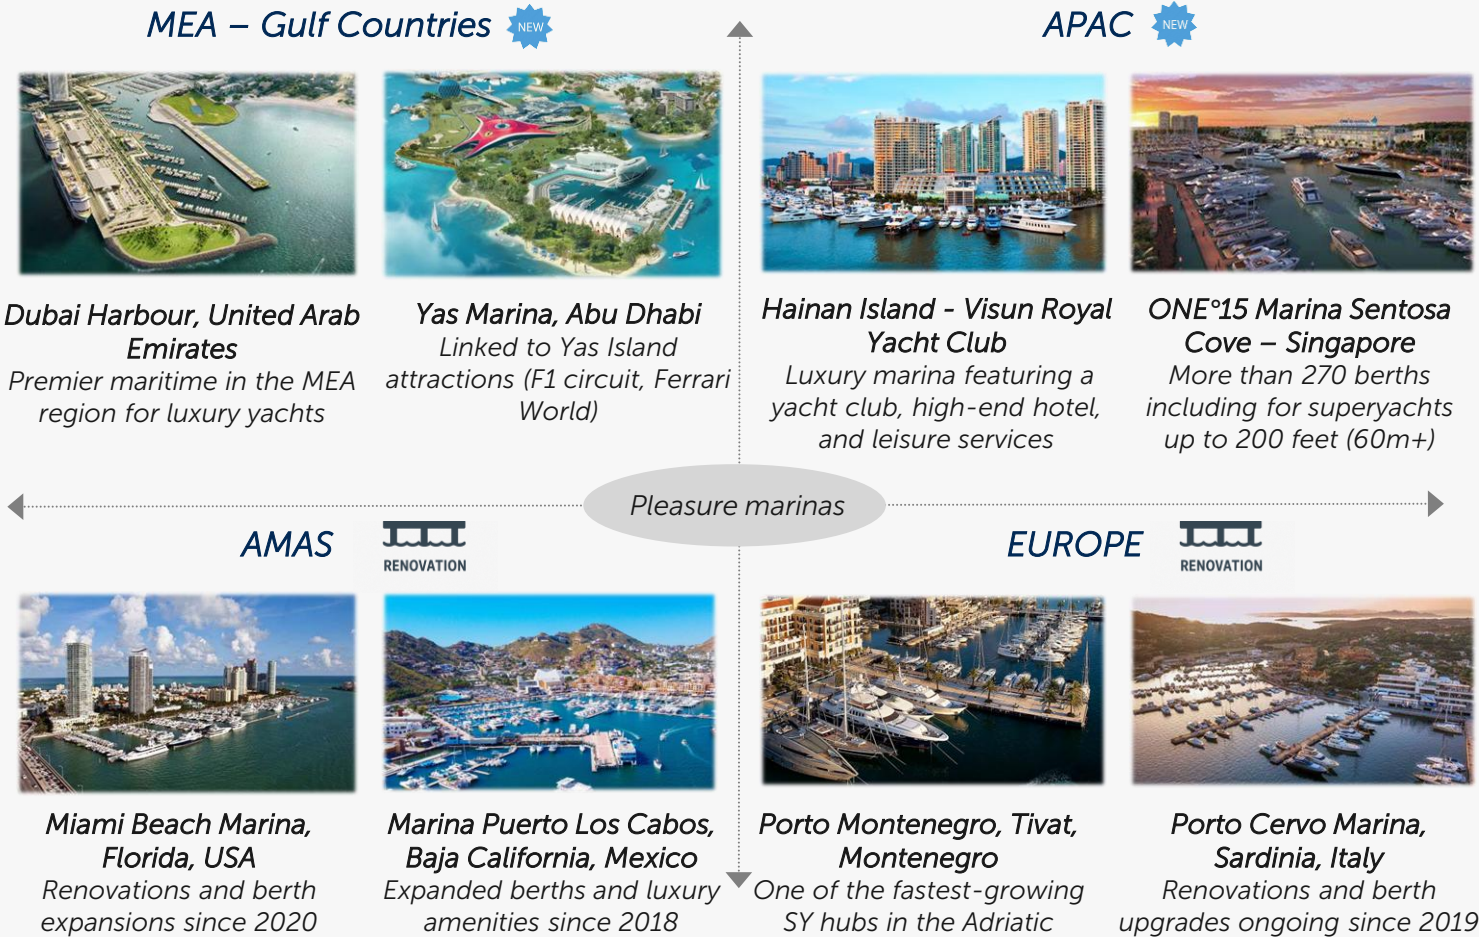 MEA – Gulf Countries
NEW
APAC
NEW
Dubai Harbour, United Arab
Emirates
Premier maritime in the MEA
region for luxury yachts
Yas Marina, Abu Dhabi
Linked to Yas Island
attractions (F1 circuit, Ferrari
World)
Hainan Island - Visun Royal
Yacht Club
Luxury marina featuring a
yacht club, high-end hotel,
and leisure services
ONE°15 Marina Sentosa
Cove – Singapore
More than 270 berths
including for superyachts
up to 200 feet (60m+)
Pleasure marinas
AMAS
RENOVATION
EUROPE
RENOVATION
Miami Beach Marina,
Florida, USA
Renovations and berth
expansions since 2020
Marina Puerto Los Cabos,
Baja California, Mexico
Expanded berths and luxury
amenities since 2018
Porto Montenegro, Tivat,
Montenegro
One of the fastest-growing
SY hubs in the Adriatic
Porto Cervo Marina,
Sardinia, Italy
Renovations and berth
upgrades ongoing since 2019